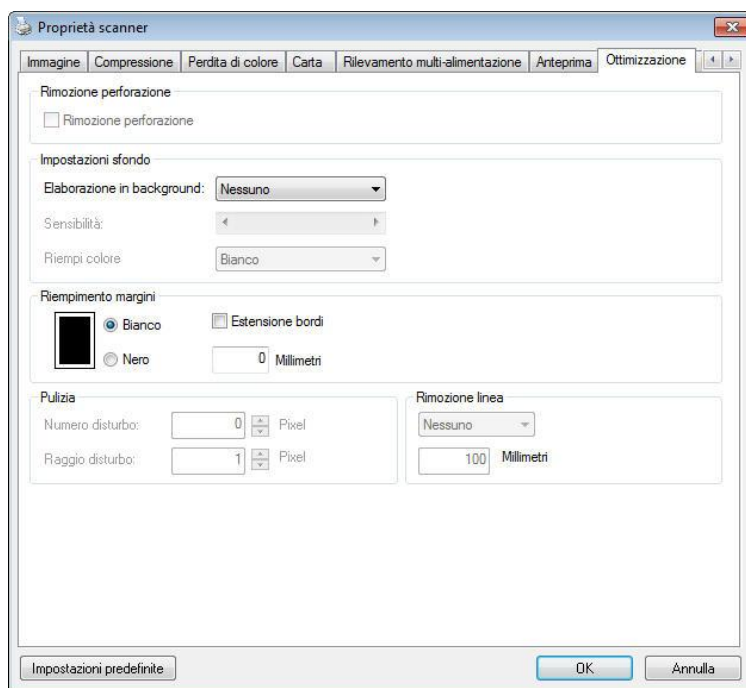 Proprietà scanner
Immagine Compressione Perdita di colore Carta Rilevamento multi-alimentazione Anteprima Ottimizzazione
Rimozione perforazione
Rimozione perforazione
Impostazioni sfondo
Elaborazione in background: Nessuno
Sensibilità:
Riempi colore Bianco
Riempimento margini
Bianco Estensione bordi
Nero 0 Millimetri
Pulizia Rimozione linea
Numero disturbo: 0 Pixel Nessuno
Raggio disturbo: 1 Pixel 100 Millimetri
Impostazioni predefinite OK Annulla